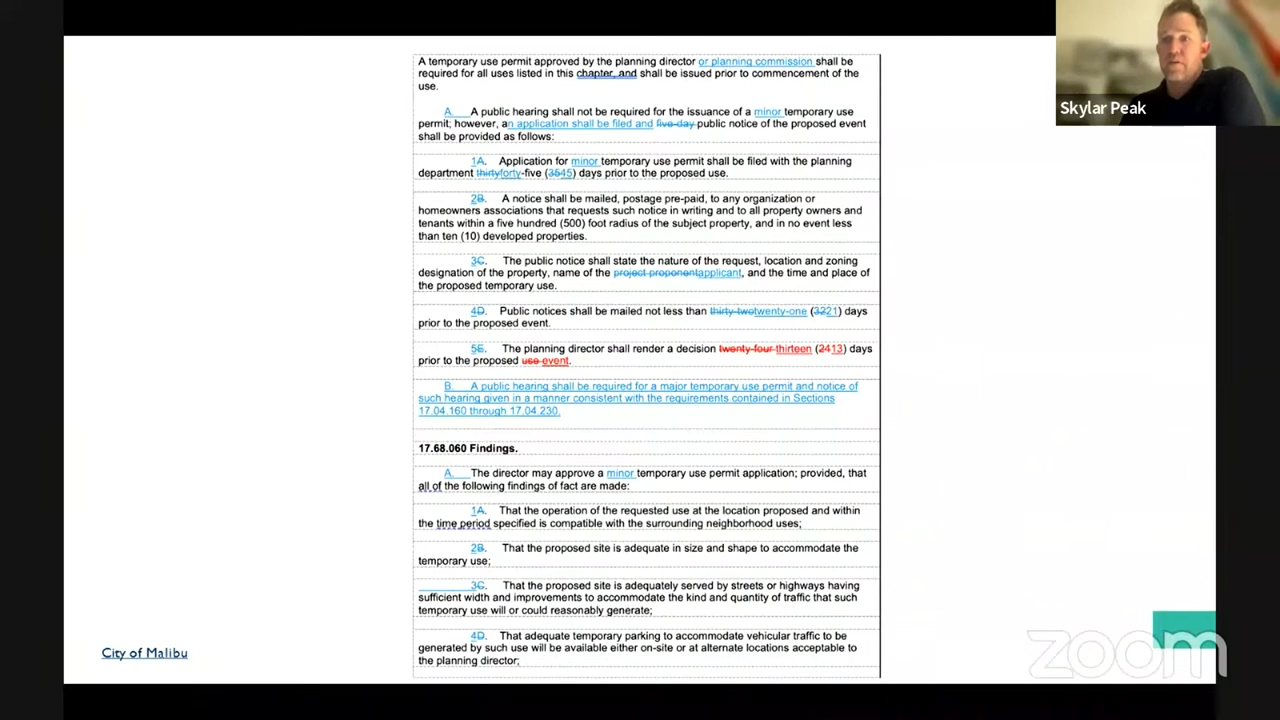 A temporary use permit approved by the planning director or planning commission shall be
required for all uses listed in this chapter, and shall be issued prior to commencement of the
use.
A. A public hearing shall not be required for the issuance of a minor temporary use
permit; however, an application shall be filed and five-day public notice of the proposed event
shall be provided as follows:
1A. Application for minor temporary use permit shall be filed with the planning
department thirtyforty-five (3545) days prior to the proposed use.
2B. A notice shall be mailed, postage pre-paid, to any organization or
homeowners associations that requests such notice in writing and to all property owners and
tenants within a five hundred (500) foot radius of the subject property, and in no event less
than ten (10) developed properties.
3C. The public notice shall state the nature of the request, location and zoning
designation of the property, name of the project proponentapplicant, and the time and place of
the proposed temporary use.
4D. Public notices shall be mailed not less than thirty-twotwenty-one (3221) days
prior to the proposed event.
5E. The planning director shall render a decision twenty-four thirteen (2413) days
prior to the proposed use event.
B. A public hearing shall be required for a major temporary use permit and notice of
such hearing given in a manner consistent with the requirements contained in Sections
17.04.160 through 17.04.230.
17.68.060 Findings.
A. The director may approve a minor temporary use permit application; provided, that
all of the following findings of fact are made:
1A. That the operation of the requested use at the location proposed and within
the time period specified is compatible with the surrounding neighborhood uses;
2B. That the proposed site is adequate in size and shape to accommodate the
temporary use;
3C. That the proposed site is adequately served by streets or highways having
sufficient width and improvements to accommodate the kind and quantity of traffic that such
temporary use will or could reasonably generate;
4D. That adequate temporary parking to accommodate vehicular traffic to be
generated by such use will be available either on-site or at alternate locations acceptable to
the planning director;
Skylar Peak
City of Malibu
zoom